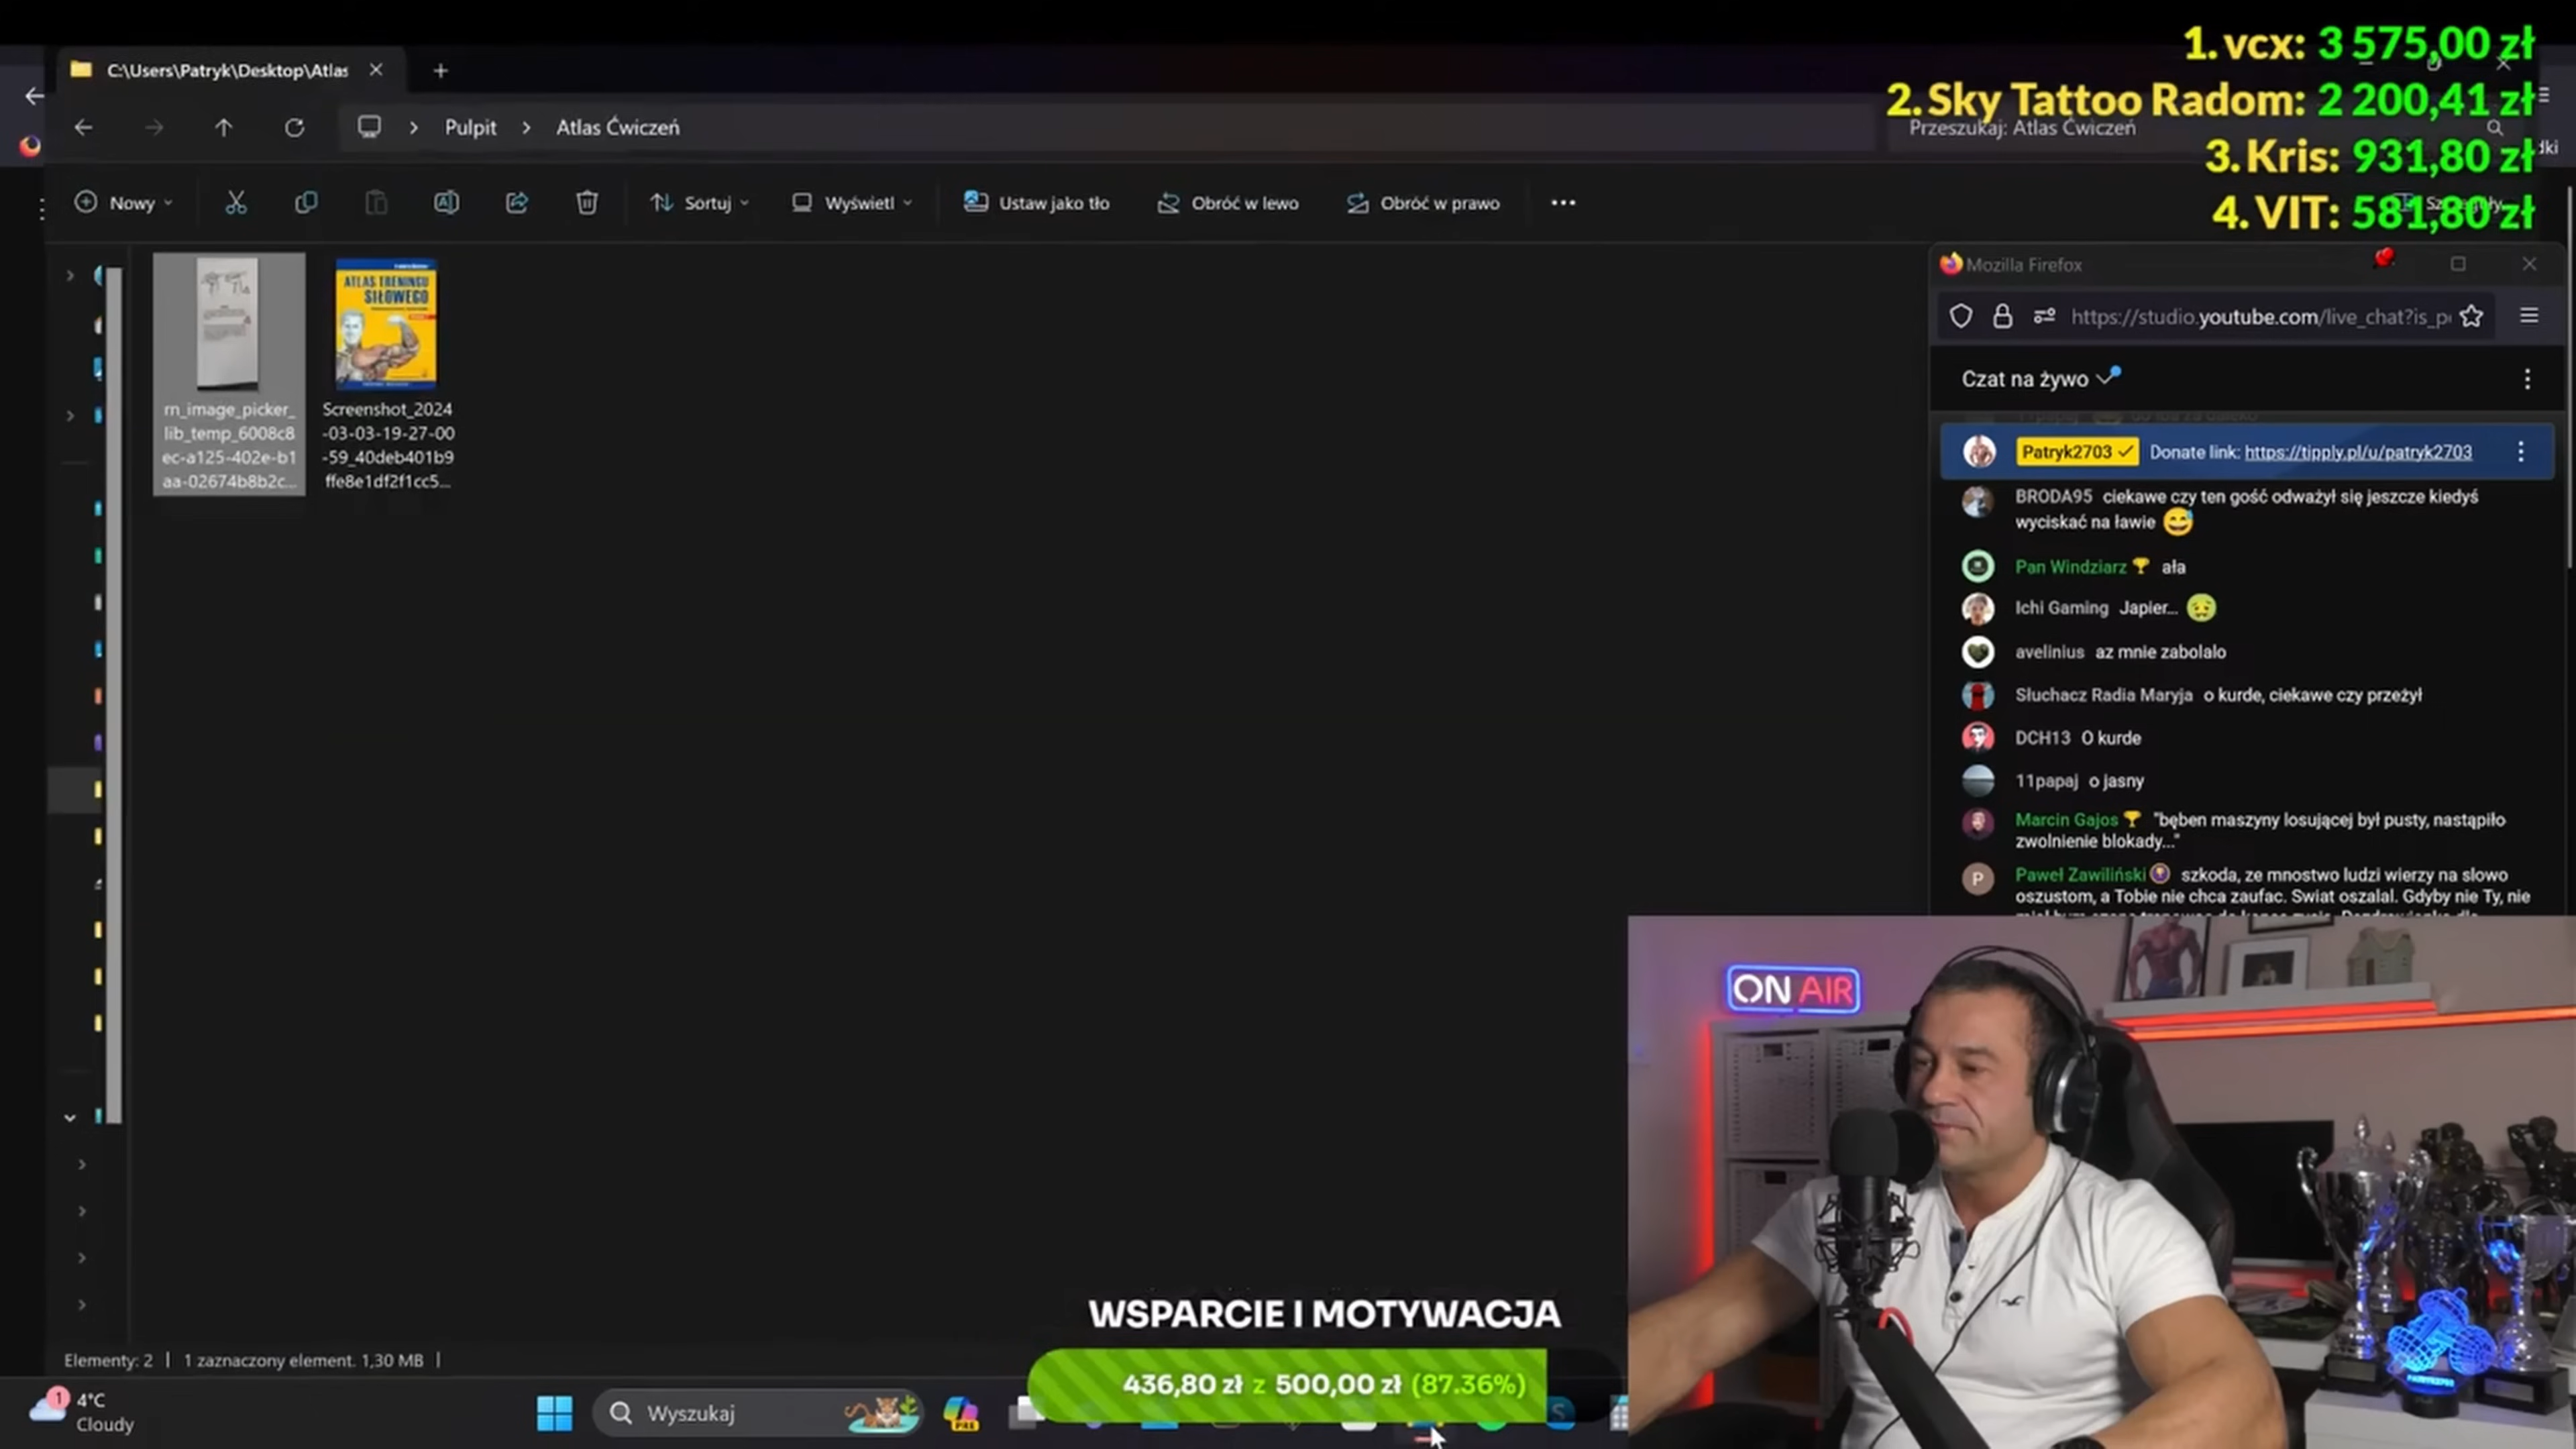 1. vcx: 3 575,00 zł
2. Sky Tattoo Radom: 2 200,41 zł
3. Kris: 931,80 zł
4. VIT: 581,80 zł
C:\Users\Patryk\Desktop\Atlas
Pulpit > Atlas Ćwiczeń
Przeszukaj: Atlas Ćwiczeń
Nowy
Sortuj
Wyświetl
Ustaw jako tło
Obróć w lewo
Obróć w prawo
ATLAS TRENINGU
SIŁOWEGO
rn_image_picker_
lib_temp_6008c8
ec-a125-402e-b1
aa-02674b8b2c...
Screenshot_2024
-03-03-19-27-00
-59_40deb401b9
ffe8e1df2f1cc5...
Mozilla Firefox
https://studio.youtube.com/live_chat?is_p
Czat na żywo
Patryk2703 Donate link: https://tipply.pl/u/patryk2703
BRODA95 ciekawe czy ten gość odważył się jeszcze kiedyś
wyciskać na ławie
Pan Windziarz ała
Ichi Gaming Japier...
avelinius az mnie zabolalo
Słuchacz Radia Maryja o kurde, ciekawe czy przeżył
DCH13 O kurde
11papaj o jasny
Marcin Gajos "bęben maszyny losującej był pusty, nastąpiło
zwolnienie blokady..."
P Paweł Zawiliński szkoda, ze mnostwo ludzi wierzy na slowo
oszustom, a Tobie nie chca zaufac. Swiat oszalal. Gdyby nie Ty, nie
ON AIR
WSPARCIE I MOTYWACJA
436,80 zł z 500,00 zł (87.36%)
Elementy: 2 | 1 zaznaczony element. 1,30 MB |
1
4°C
Cloudy
Wyszukaj
PRE
PATRYK2703